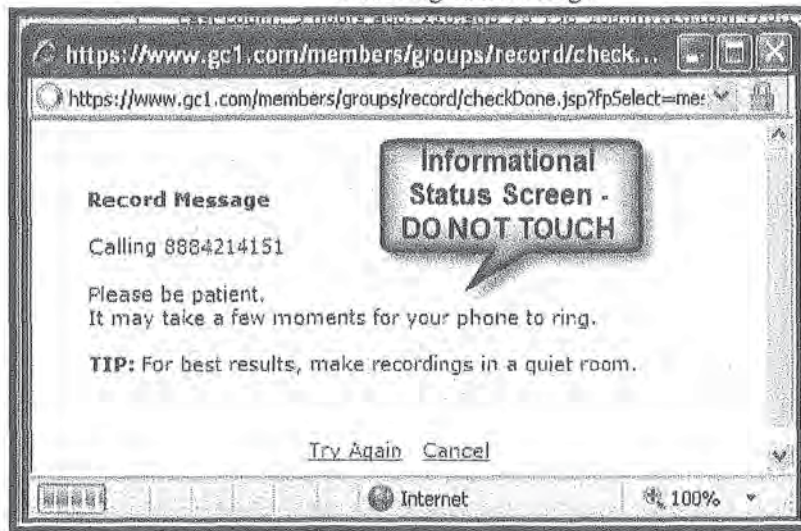 https://www.gc1.com/members/groups/record/check...
https://www.gc1.com/members/groups/record/checkDone.jsp?fpSelect=mes
Informational
Status Screen -
DO NOT TOUCH
Record Message
Calling 8884214151
Please be patient.
It may take a few moments for your phone to ring.
TIP: For best results, make recordings in a quiet room.
Try Again Cancel
Internet 100%